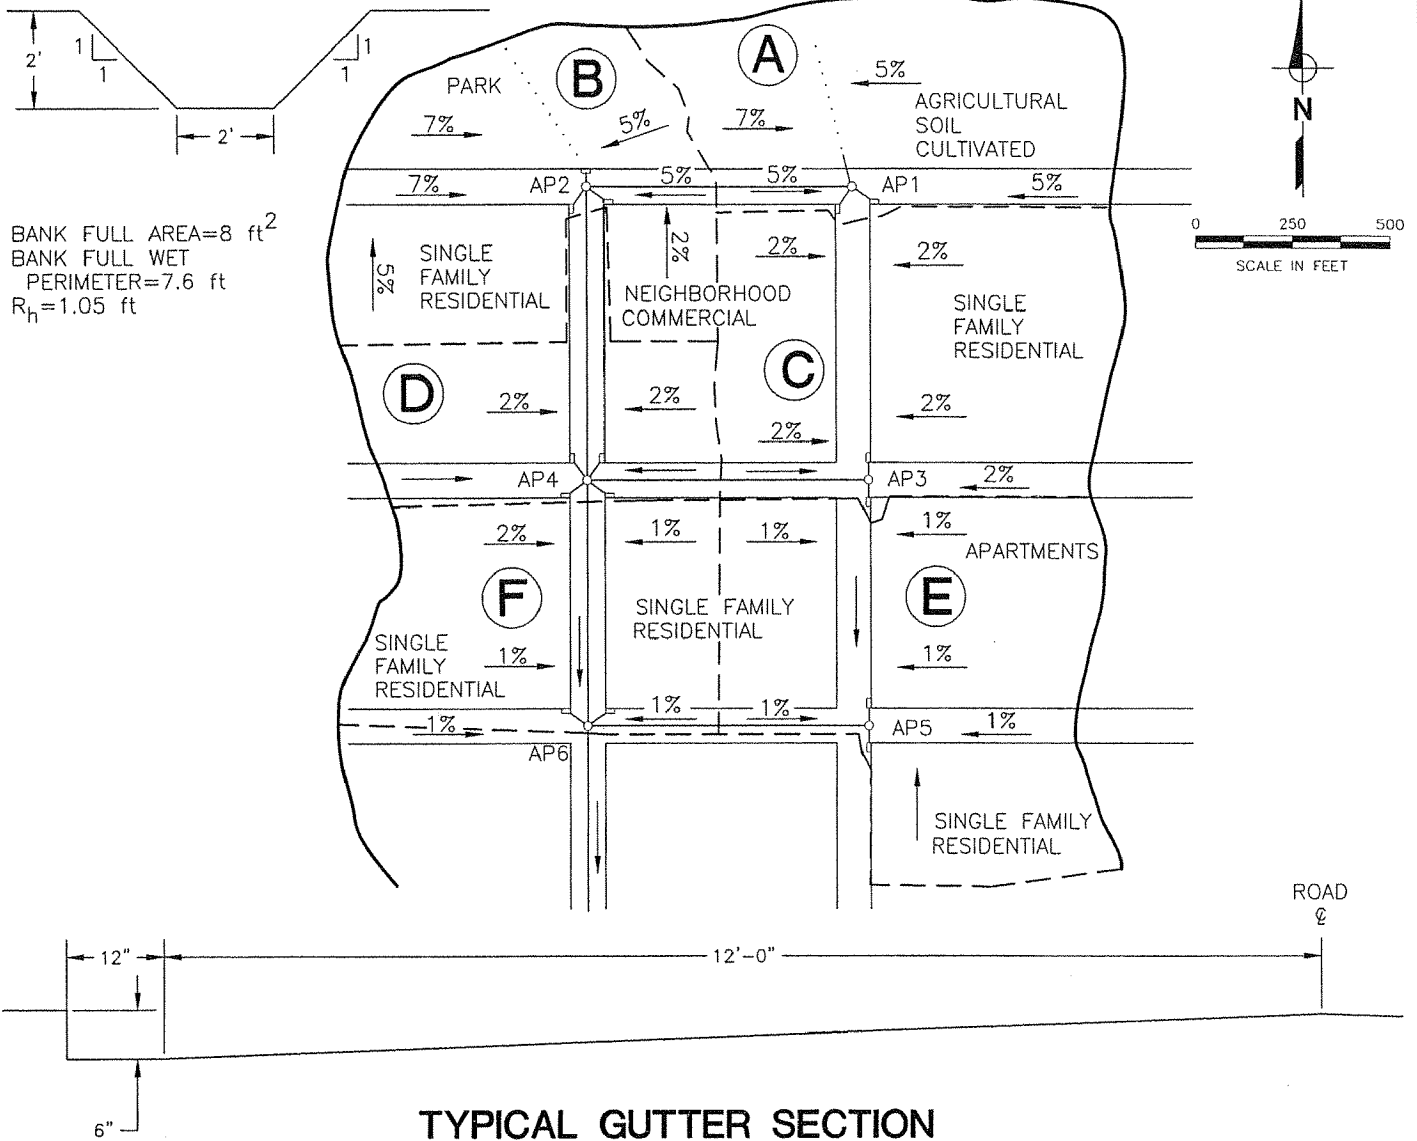 2'
1
1
1
1
2'
BANK FULL AREA=8 ft2
BANK FULL WET
PERIMETER=7.6 ft
Rh=1.05 ft
PARK
B
A
5%
7%
5%
7%
AGRICULTURAL
SOIL
CULTIVATED
N
0 250 500
SCALE IN FEET
7%
AP2
5%
5%
AP1
5%
5%
SINGLE
FAMILY
RESIDENTIAL
2%
2%
2%
NEIGHBORHOOD
COMMERCIAL
SINGLE
FAMILY
RESIDENTIAL
C
D
2%
2%
2%
2%
AP4
AP3
2%
2%
1%
1%
1%
APARTMENTS
F
E
SINGLE FAMILY
RESIDENTIAL
SINGLE
FAMILY
RESIDENTIAL
1%
1%
1%
1%
1%
AP5
1%
AP6
SINGLE FAMILY
RESIDENTIAL
ROAD
℄
12"
12'-0"
6"
TYPICAL GUTTER SECTION